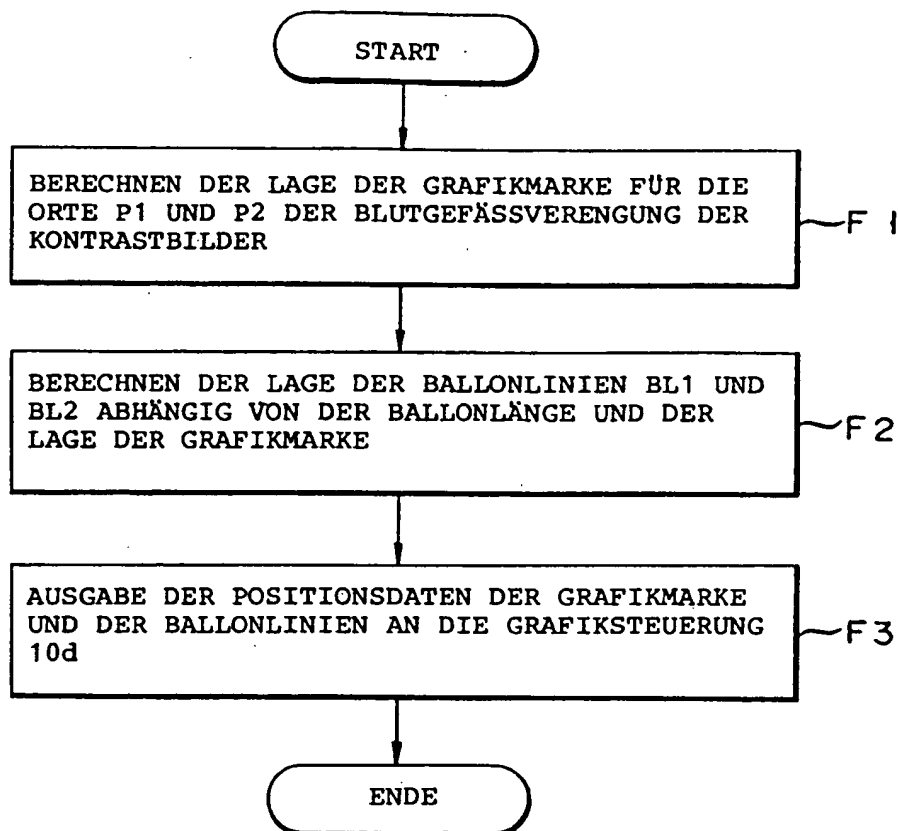 START
BERECHNEN DER LAGE DER GRAFIKMARKE FÜR DIE
ORTE P1 UND P2 DER BLUTGEFÄSSVERENGUNG DER
KONTRASTBILDER
F 1
BERECHNEN DER LAGE DER BALLONLINIEN BL1 UND
BL2 ABHÄNGIG VON DER BALLONLÄNGE UND DER
LAGE DER GRAFIKMARKE
F 2
AUSGABE DER POSITIONSDATEN DER GRAFIKMARKE
UND DER BALLONLINIEN AN DIE GRAFIKSTEUERUNG
10d
F 3
ENDE